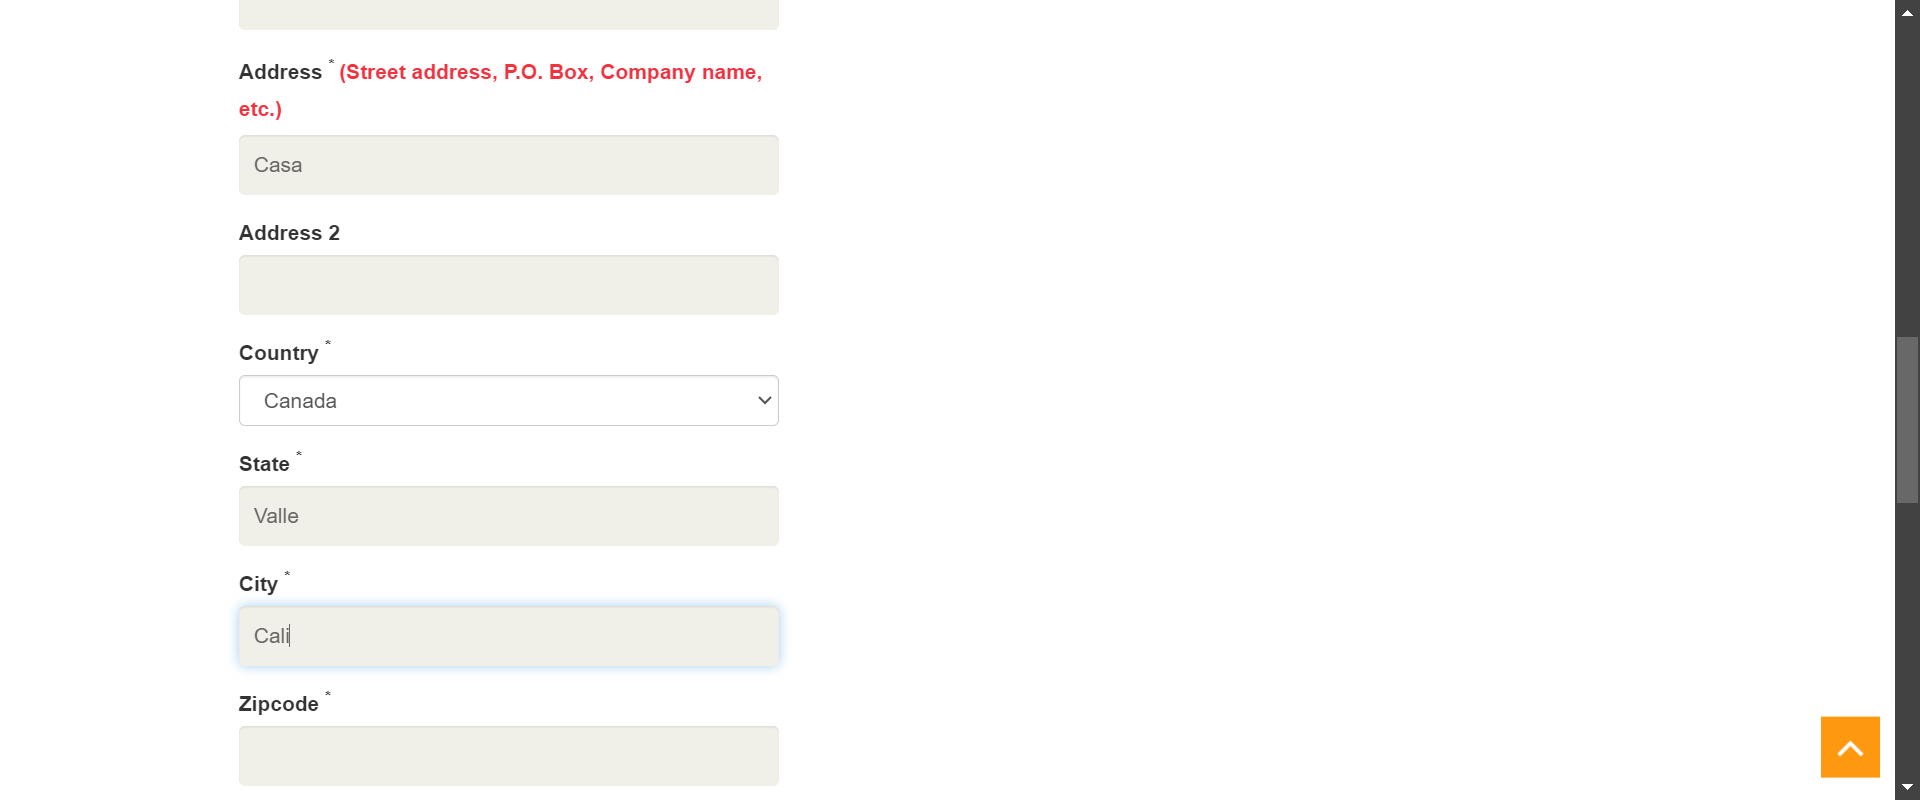 Address * (Street address, P.O. Box, Company name,
etc.)
Casa
Address 2
Country *
Canada
State *
Valle
City *
Cali
Zipcode *